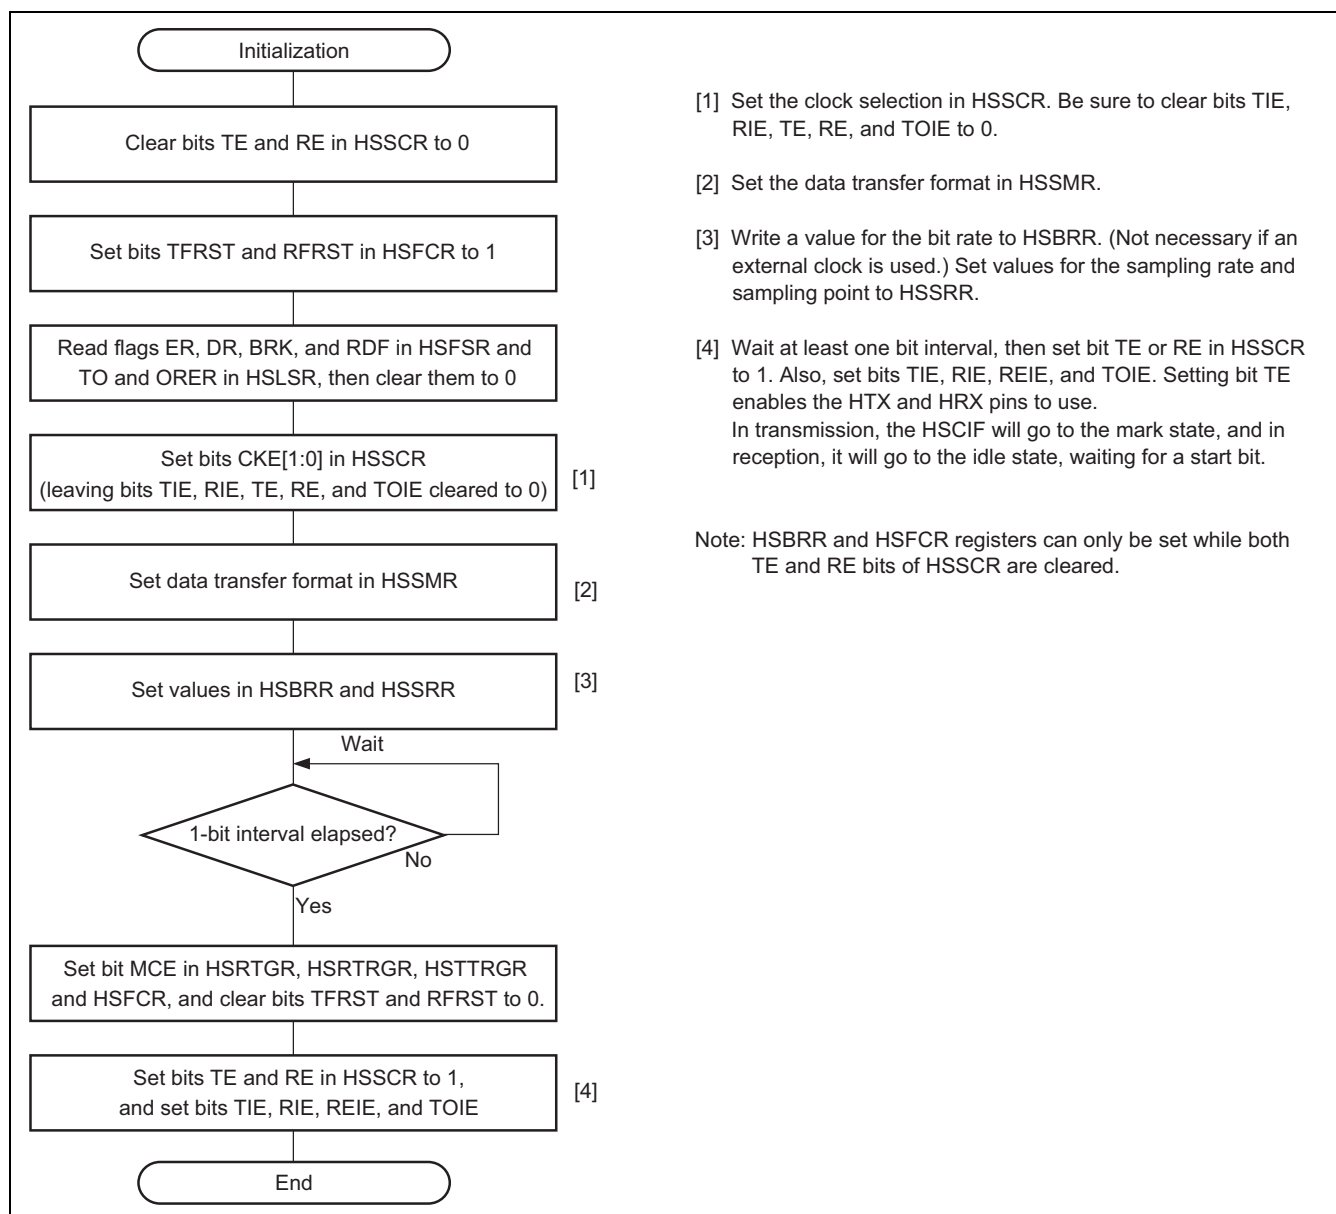 Initialization
Clear bits TE and RE in HSSCR to 0
Set bits TFRST and RFRST in HSFCR to 1
Read flags ER, DR, BRK, and RDF in HSFSR and
TO and ORER in HSLSR, then clear them to 0
Set bits CKE[1:0] in HSSCR
(leaving bits TIE, RIE, TE, RE, and TOIE cleared to 0)
[1]
Set data transfer format in HSSMR
[2]
Set values in HSBRR and HSSRR
[3]
Wait
1-bit interval elapsed?
No
Yes
Set bit MCE in HSRTGR, HSRTRGR, HSTTRGR
and HSFCR, and clear bits TFRST and RFRST to 0.
Set bits TE and RE in HSSCR to 1,
and set bits TIE, RIE, REIE, and TOIE
[4]
End
[1] Set the clock selection in HSSCR. Be sure to clear bits TIE,
RIE, TE, RE, and TOIE to 0.
[2] Set the data transfer format in HSSMR.
[3] Write a value for the bit rate to HSBRR. (Not necessary if an
external clock is used.) Set values for the sampling rate and
sampling point to HSSRR.
[4] Wait at least one bit interval, then set bit TE or RE in HSSCR
to 1. Also, set bits TIE, RIE, REIE, and TOIE. Setting bit TE
enables the HTX and HRX pins to use.
In transmission, the HSCIF will go to the mark state, and in
reception, it will go to the idle state, waiting for a start bit.
Note: HSBRR and HSFCR registers can only be set while both
TE and RE bits of HSSCR are cleared.